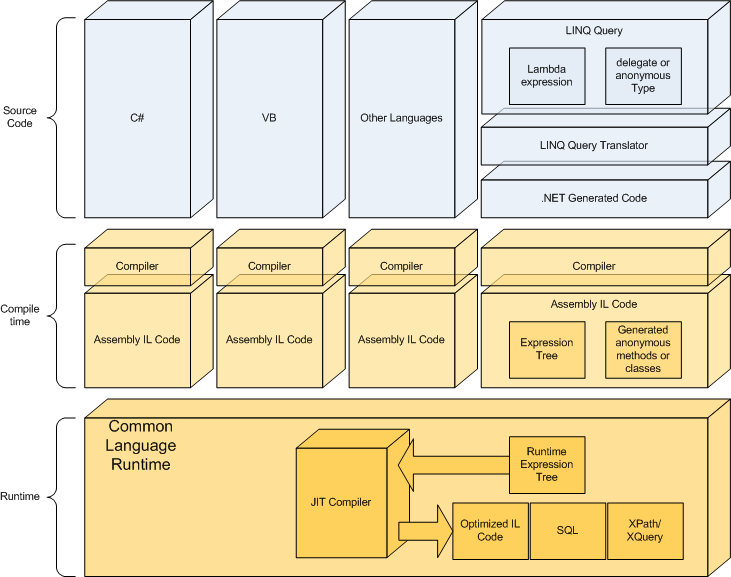 Source
Code
C#
VB
Other Languages
LINQ Query
Lambda
expression
delegate or
anonymous
Type
LINQ Query Translator
.NET Generated Code
Compile
time
Compiler
Compiler
Compiler
Compiler
Assembly IL Code
Assembly IL Code
Assembly IL Code
Assembly IL Code
Expression
Tree
Generated
anonymous
methods or
classes
Runtime
Common
Language
Runtime
JIT Compiler
Runtime
Expression
Tree
Optimized IL
Code
SQL
XPath/
XQuery